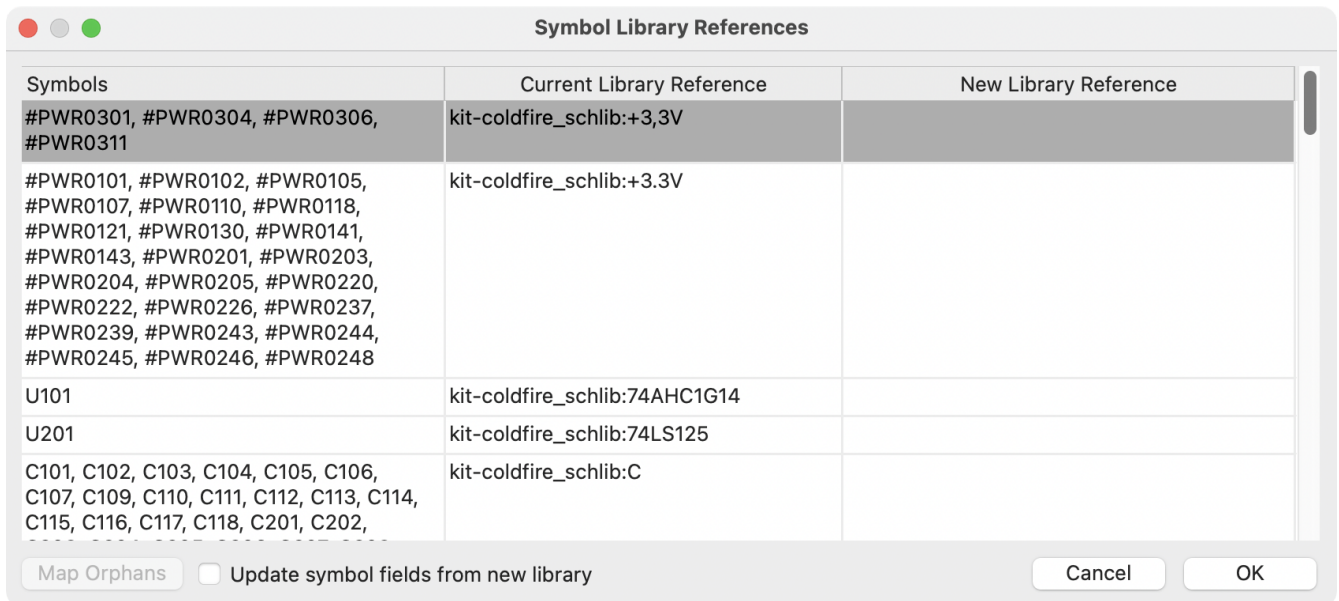 Symbol Library References
Symbols
Current Library Reference
New Library Reference
#PWR0301, #PWR0304, #PWR0306,
#PWR0311
kit-coldfire_schlib:+3,3V
#PWR0101, #PWR0102, #PWR0105,
#PWR0107, #PWR0110, #PWR0118,
#PWR0121, #PWR0130, #PWR0141,
#PWR0143, #PWR0201, #PWR0203,
#PWR0204, #PWR0205, #PWR0220,
#PWR0222, #PWR0226, #PWR0237,
#PWR0239, #PWR0243, #PWR0244,
#PWR0245, #PWR0246, #PWR0248
kit-coldfire_schlib:+3.3V
U101
kit-coldfire_schlib:74AHC1G14
U201
kit-coldfire_schlib:74LS125
C101, C102, C103, C104, C105, C106,
C107, C109, C110, C111, C112, C113, C114,
C115, C116, C117, C118, C201, C202,
kit-coldfire_schlib:C
Map Orphans
Update symbol fields from new library
Cancel
OK